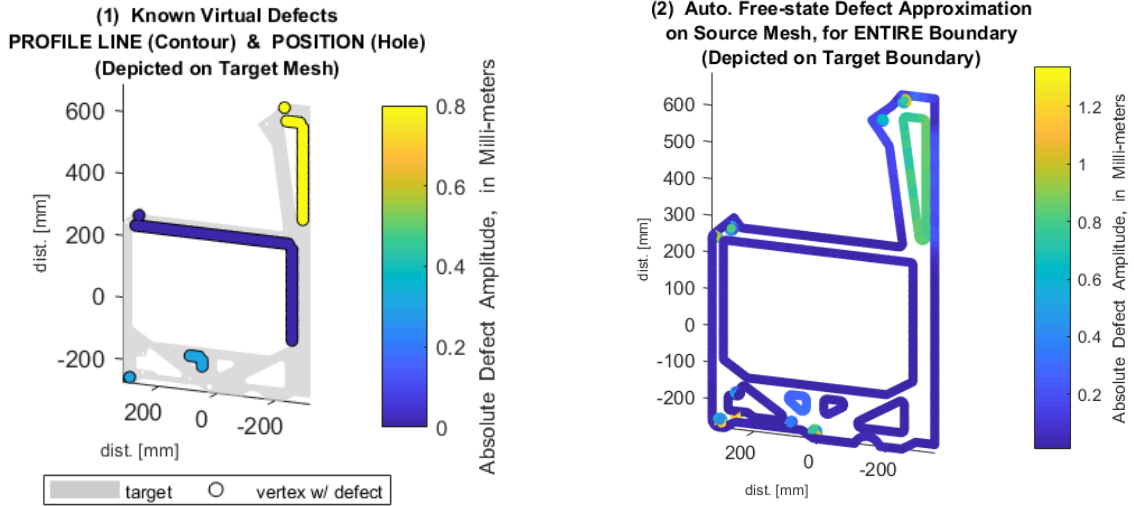 (1) Known Virtual Defects
PROFILE LINE (Contour) & POSITION (Hole)
(Depicted on Target Mesh)
600
400
200
0
-200
dist. [mm]
200
0
-200
dist. [mm]
0.8
0.6
0.4
0.2
0
Absolute Defect Amplitude, in Milli-meters
target
vertex w/ defect
(2) Auto. Free-state Defect Approximation
on Source Mesh, for ENTIRE Boundary
(Depicted on Target Boundary)
600
500
400
300
200
100
0
-100
-200
dist. [mm]
200
0
-200
dist. [mm]
1.2
1
0.8
0.6
0.4
0.2
Absolute Defect Amplitude, in Milli-meters